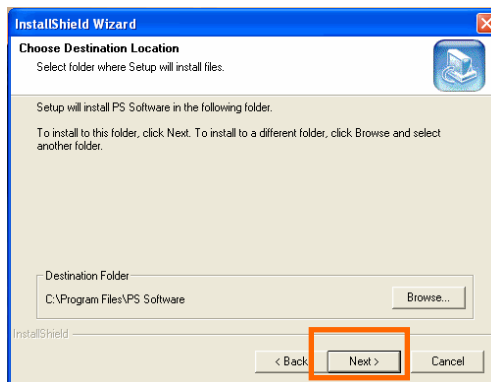 InstallShield Wizard
Choose Destination Location
Select folder where Setup will install files.
Setup will install PS Software in the following folder.
To install to this folder, click Next. To install to a different folder, click Browse and select
another folder.
Destination Folder
C:\Program Files\PS Software
Browse...
InstallShield
< Back
Next >
Cancel